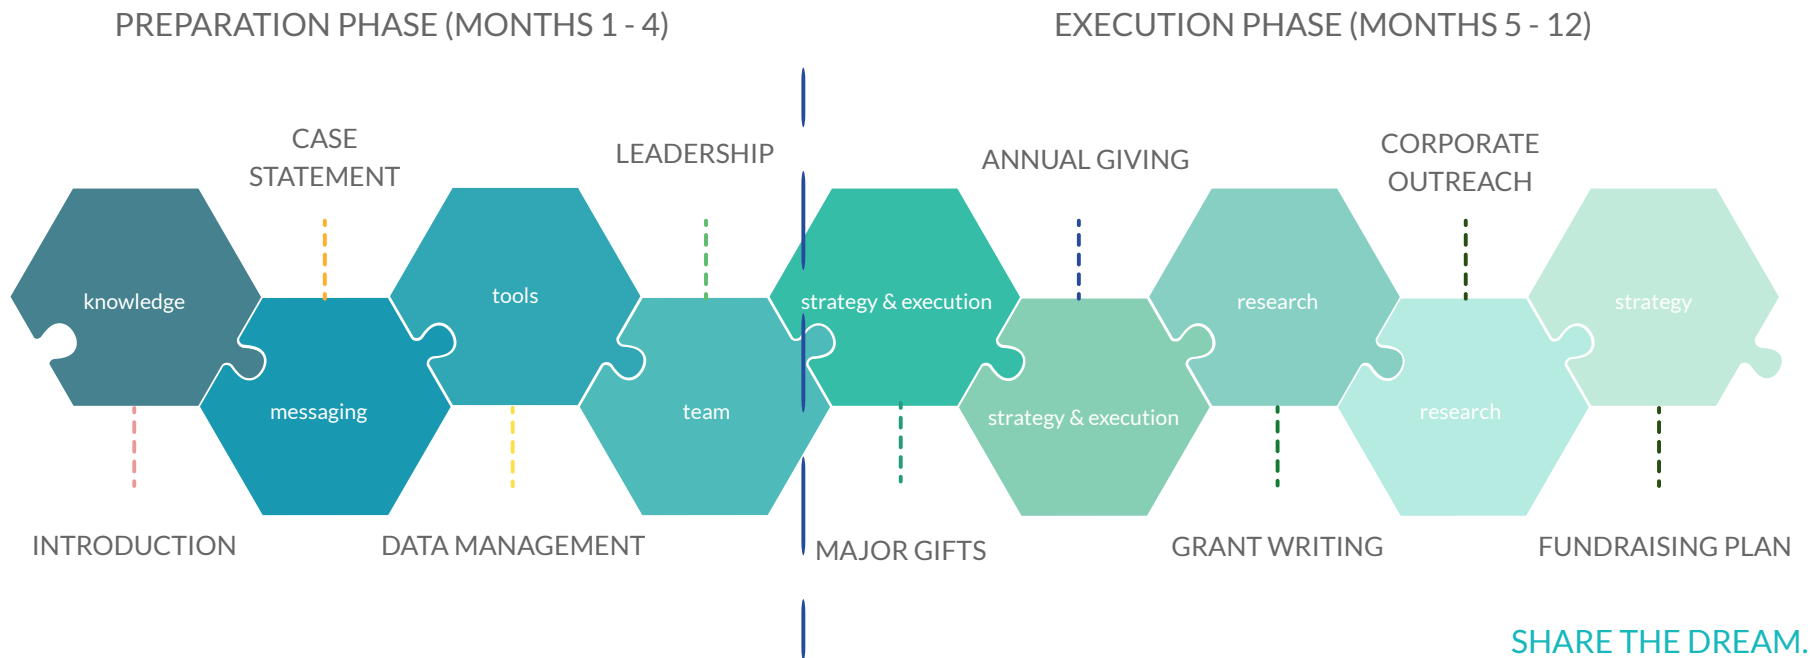 PREPARATION PHASE (MONTHS 1 - 4)
EXECUTION PHASE (MONTHS 5 - 12)
CASE
STATEMENT
LEADERSHIP
ANNUAL GIVING
CORPORATE
OUTREACH
knowledge
tools
strategy & execution
research
strategy
messaging
team
strategy & execution
research
INTRODUCTION
DATA MANAGEMENT
MAJOR GIFTS
GRANT WRITING
FUNDRAISING PLAN
SHARE THE DREAM.